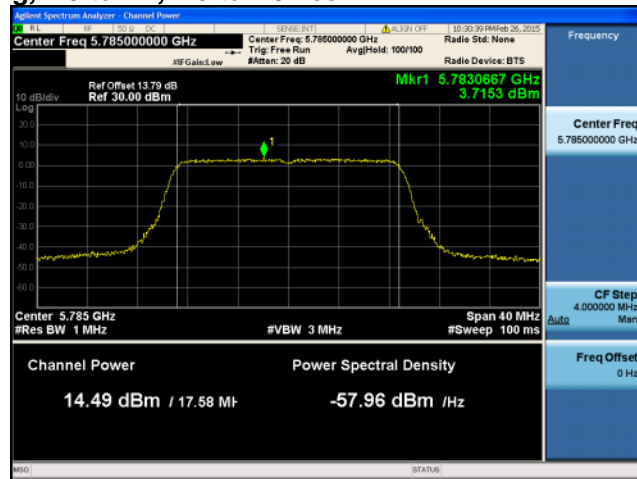 Agilent Spectrum Analyzer - Channel Power
RL RF 50 Ω DC SENSE:INT ALIGN OFF 10:30:39 PM Feb 26, 2015
Center Freq 5.785000000 GHz
Center Freq: 5.785000000 GHz
Radio Std: None
Trig: Free Run Avg|Hold: 100/100
#IFGain:Low #Atten: 20 dB Radio Device: BTS
Frequency
Mkr1 5.7830667 GHz
3.7153 dBm
Ref Offset 13.79 dB
10 dB/div Ref 30.00 dBm
Log
20.0
10.0
0.00
-10.0
-20.0
-30.0
-40.0
-50.0
-60.0
1
Center 5.785 GHz Span 40 MHz
#Res BW 1 MHz #VBW 3 MHz #Sweep 100 ms
Channel Power Power Spectral Density
14.49 dBm / 17.58 MH -57.96 dBm /Hz
Center Freq
5.785000000 GHz
CF Step
4.000000 MHz
Auto Man
Freq Offset
0 Hz
MSG STATUS